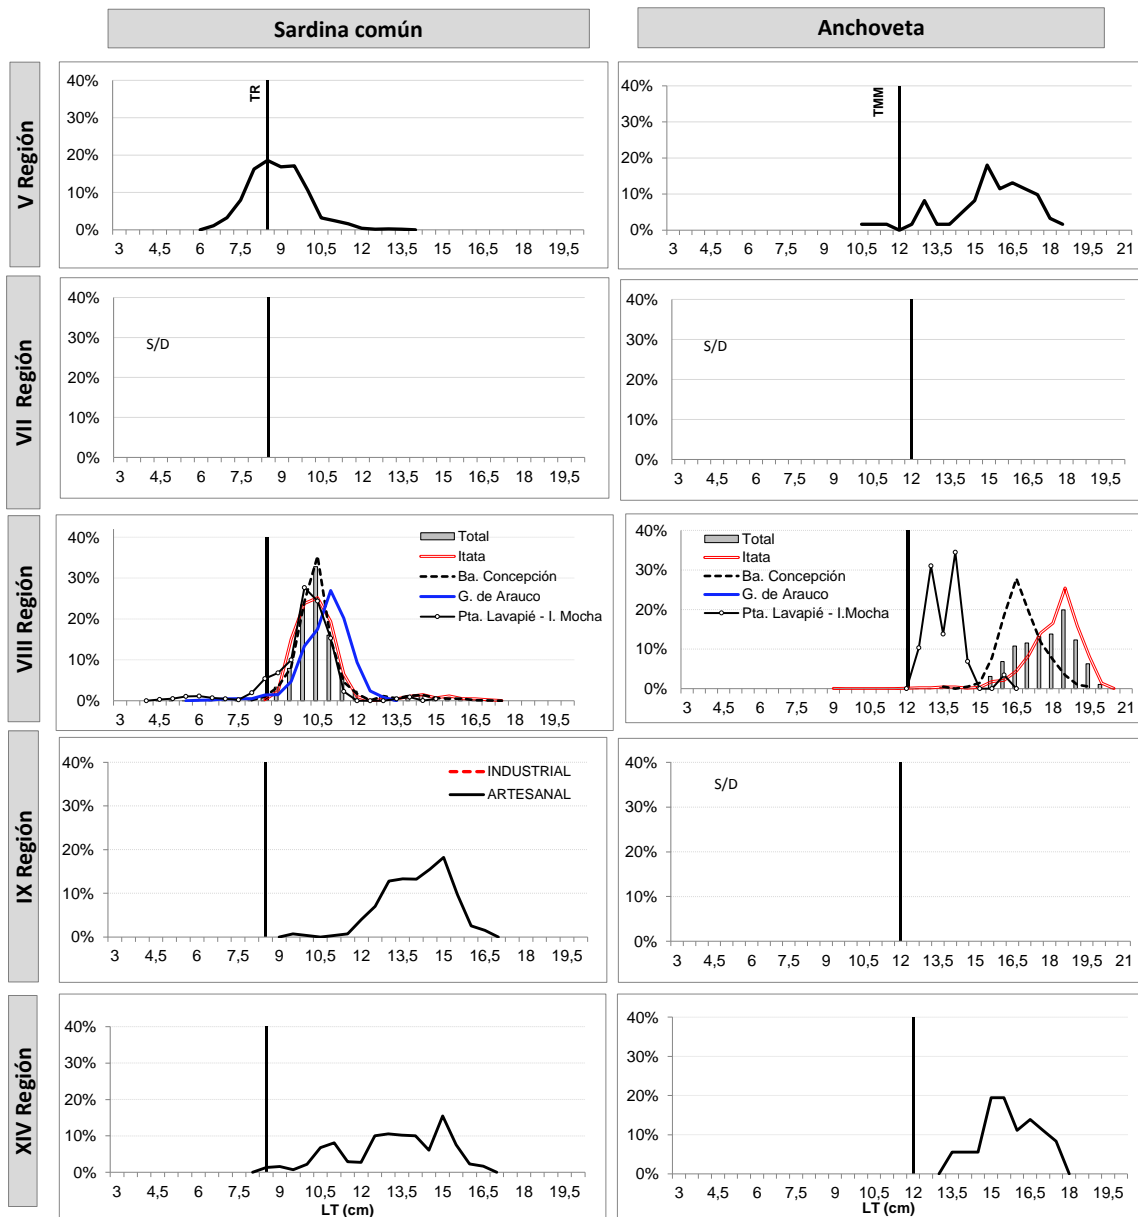 Sardina común
Anchoveta
V Región
40%
30%
20%
10%
0%
TR
3 4,5 6 7,5 9 10,5 12 13,5 15 16,5 18 19,5
40%
30%
20%
10%
0%
TMM
3 4,5 6 7,5 9 10,5 12 13,5 15 16,5 18 19,5 21
VII Región
40%
30%
20%
10%
0%
S/D
3 4,5 6 7,5 9 10,5 12 13,5 15 16,5 18 19,5
40%
30%
20%
10%
0%
S/D
3 4,5 6 7,5 9 10,5 12 13,5 15 16,5 18 19,5
VIII Región
40%
30%
20%
10%
0%
Total
Itata
Ba. Concepción
G. de Arauco
Pta. Lavapié - I. Mocha
3 4,5 6 7,5 9 10,5 12 13,5 15 16,5 18 19,5
40%
30%
20%
10%
0%
Total
Itata
Ba. Concepción
G. de Arauco
Pta. Lavapié - I.Mocha
3 4,5 6 7,5 9 10,5 12 13,5 15 16,5 18 19,5 21
IX Región
40%
30%
20%
10%
0%
INDUSTRIAL
ARTESANAL
3 4,5 6 7,5 9 10,5 12 13,5 15 16,5 18 19,5
40%
30%
20%
10%
0%
S/D
3 4,5 6 7,5 9 10,5 12 13,5 15 16,5 18 19,5 21
XIV Región
40%
30%
20%
10%
0%
3 4,5 6 7,5 9 10,5 12 13,5 15 16,5 18 19,5
LT (cm)
40%
30%
20%
10%
0%
3 4,5 6 7,5 9 10,5 12 13,5 15 16,5 18 19,5
LT (cm)